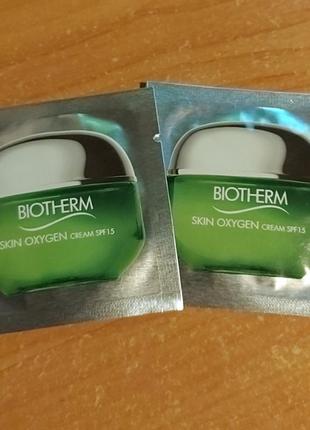 BIOTHERM
SKIN OXYGEN CREAM SPF15
BIOTHERM
SKIN OXYGEN CREAM SPF15